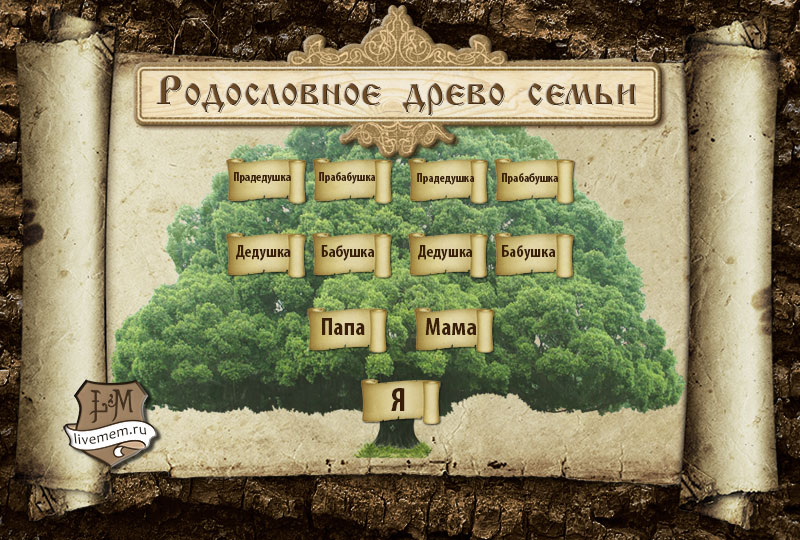 Родословное древо семьи
Прадедушка Прабабушка Прадедушка Прабабушка
Дедушка Бабушка Дедушка Бабушка
Папа Мама
Я
L&M
livemem.ru